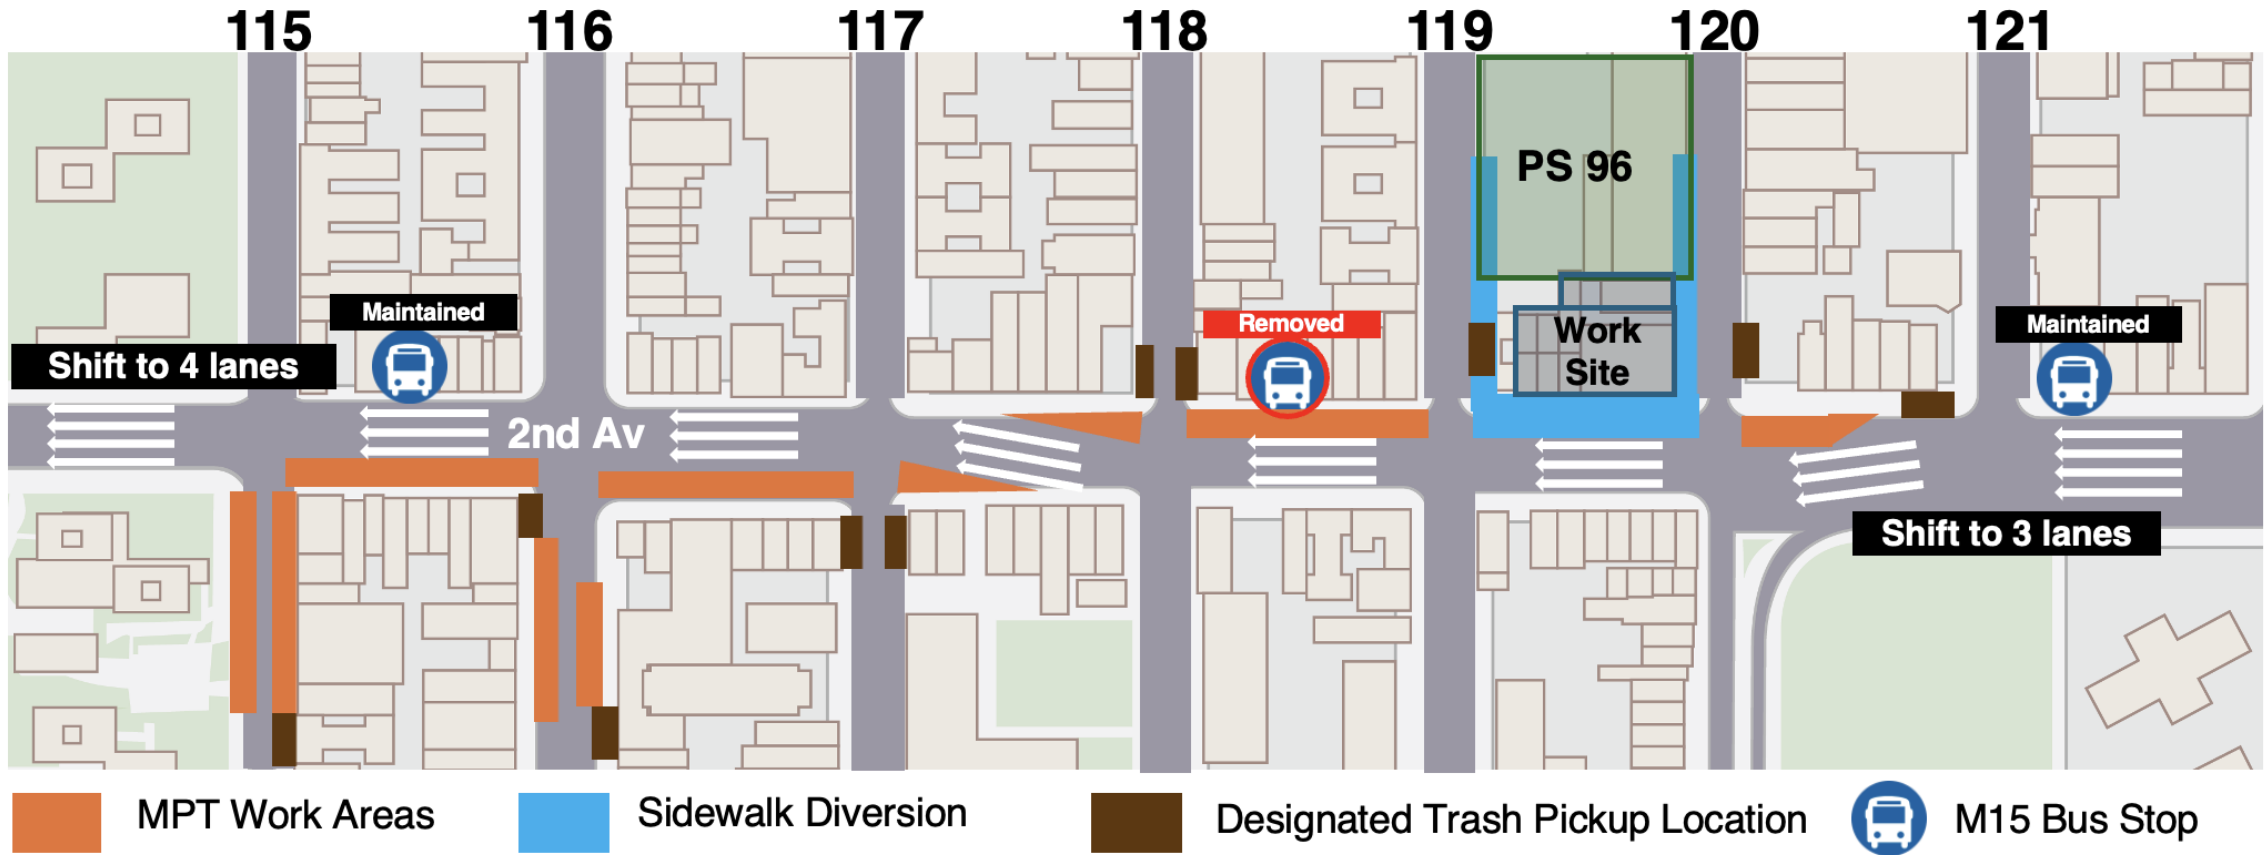 115 116 117 118 119 120 121
PS 96
Maintained
Removed
Maintained
Work
Site
Shift to 4 lanes
2nd Av
Shift to 3 lanes
MPT Work Areas
Sidewalk Diversion
Designated Trash Pickup Location
M15 Bus Stop